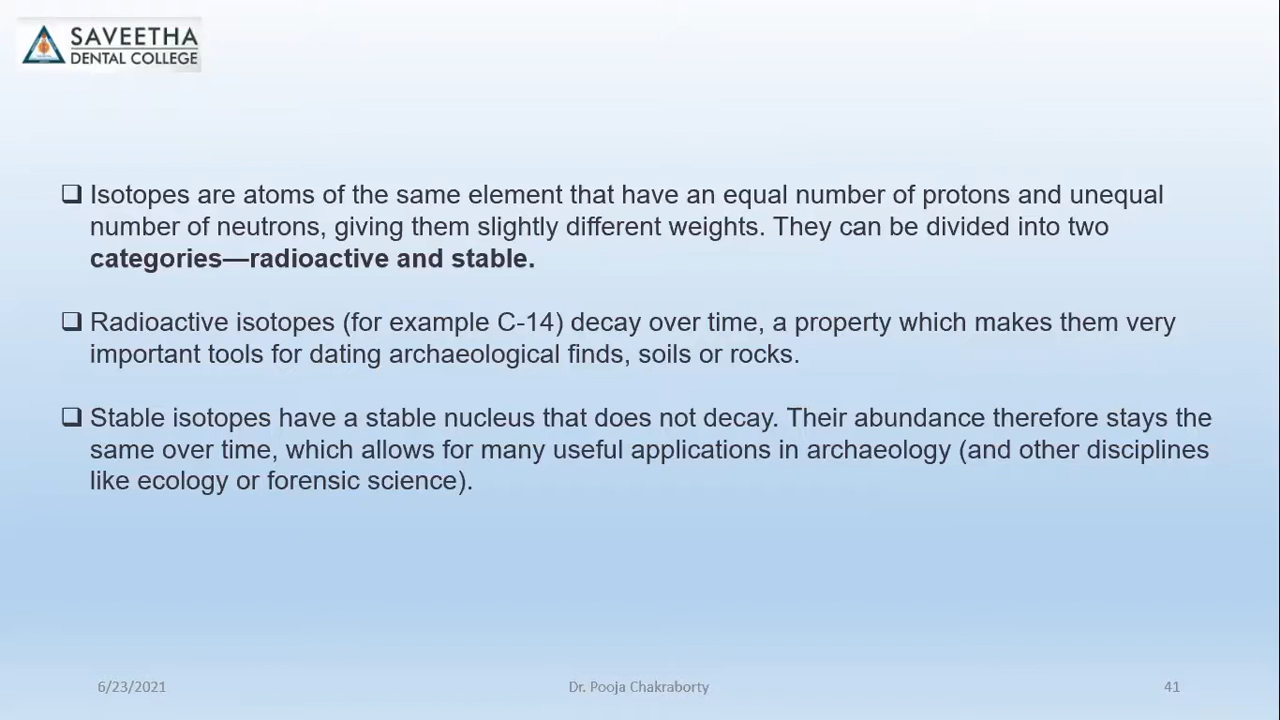 SAVEETHA
DENTAL COLLEGE
❑ Isotopes are atoms of the same element that have an equal number of protons and unequal
number of neutrons, giving them slightly different weights. They can be divided into two
categories—radioactive and stable.
❑ Radioactive isotopes (for example C-14) decay over time, a property which makes them very
important tools for dating archaeological finds, soils or rocks.
❑ Stable isotopes have a stable nucleus that does not decay. Their abundance therefore stays the
same over time, which allows for many useful applications in archaeology (and other disciplines
like ecology or forensic science).
6/23/2021
Dr. Pooja Chakraborty
41